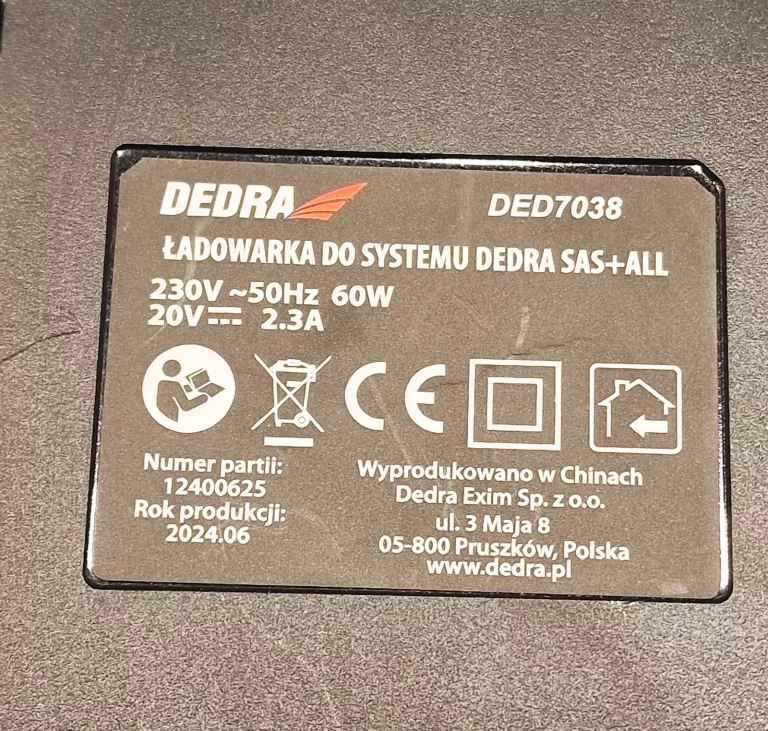 DEDRA
DED7038
ŁADOWARKA DO SYSTEMU DEDRA SAS+ALL
230V ~50Hz 60W
20V⎓ 2.3A
CE
Numer partii:
12400625
Rok produkcji:
2024.06
Wyprodukowano w Chinach
Dedra Exim Sp. z o.o.
ul. 3 Maja 8
05-800 Pruszków, Polska
www.dedra.pl